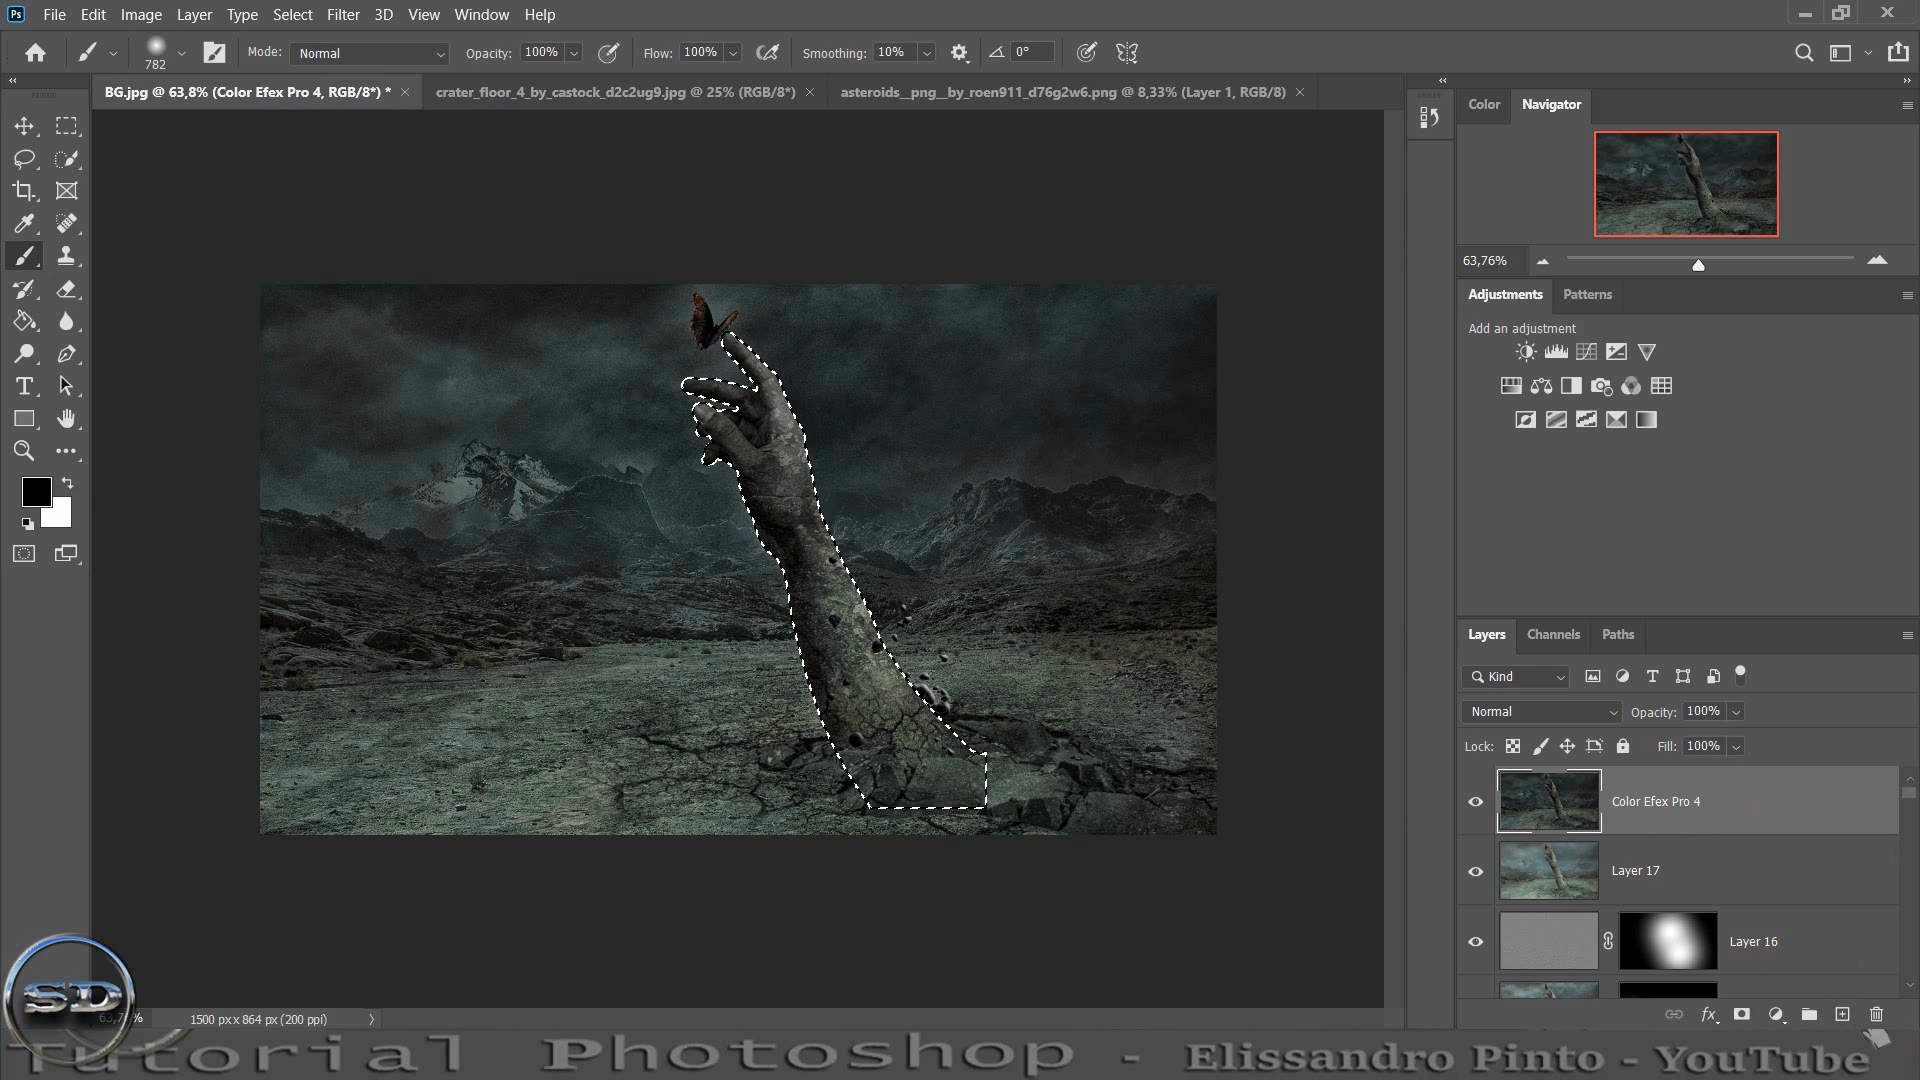 Ps File Edit Image Layer Type Select Filter 3D View Window Help
782 Mode: Normal Opacity: 100% Flow: 100% Smoothing: 10% 0°
BG.jpg @ 63,8% (Color Efex Pro 4, RGB/8*) * crater_floor_4_by_castock_d2c2ug9.jpg @ 25% (RGB/8*) asteroids__png__by_roen911_d76g2w6.png @ 8,33% (Layer 1, RGB/8)
Color Navigator
63,76%
Adjustments Patterns
Add an adjustment
Layers Channels Paths
Kind
Normal Opacity: 100%
Lock: Fill: 100%
Color Efex Pro 4
Layer 17
Layer 16
fx
SD
1500 px x 864 px (200 ppi)
Tutorial Photoshop - Elissandro Pinto - YouTube